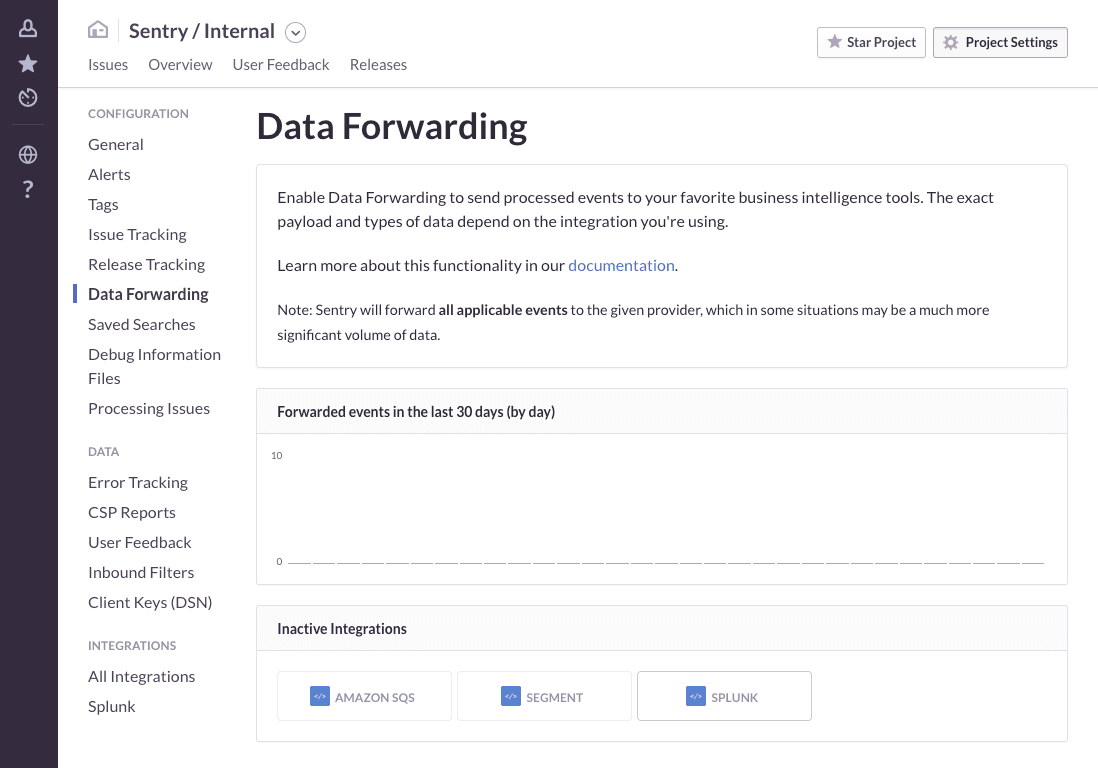 Sentry / Internal
Star Project
Project Settings
Issues Overview User Feedback Releases
CONFIGURATION
General
Alerts
Tags
Issue Tracking
Release Tracking
Data Forwarding
Saved Searches
Debug Information
Files
Processing Issues
DATA
Error Tracking
CSP Reports
User Feedback
Inbound Filters
Client Keys (DSN)
INTEGRATIONS
All Integrations
Splunk
Data Forwarding
Enable Data Forwarding to send processed events to your favorite business intelligence tools. The exact
payload and types of data depend on the integration you're using.
Learn more about this functionality in our documentation.
Note: Sentry will forward all applicable events to the given provider, which in some situations may be a much more
significant volume of data.
Forwarded events in the last 30 days (by day)
10
0
Inactive Integrations
</> AMAZON SQS
</> SEGMENT
</> SPLUNK
?